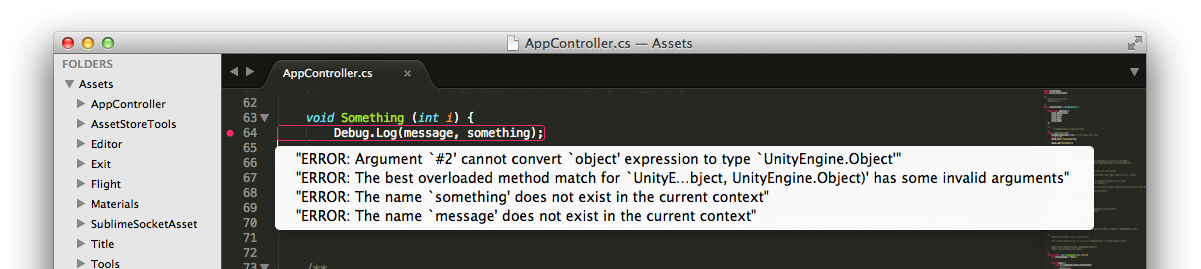 AppController.cs — Assets
FOLDERS
Assets
AppController
AssetStoreTools
Editor
Exit
Flight
Materials
SublimeSocketAsset
Title
Tools
AppController.cs ×
62
63 void Something (int i) {
64 Debug.Log(message, something);
65
66
67
68
69
70
71
72
73 /**
"ERROR: Argument `#2' cannot convert `object' expression to type `UnityEngine.Object'"
"ERROR: The best overloaded method match for `UnityE...bject, UnityEngine.Object)' has some invalid arguments"
"ERROR: The name `something' does not exist in the current context"
"ERROR: The name `message' does not exist in the current context"